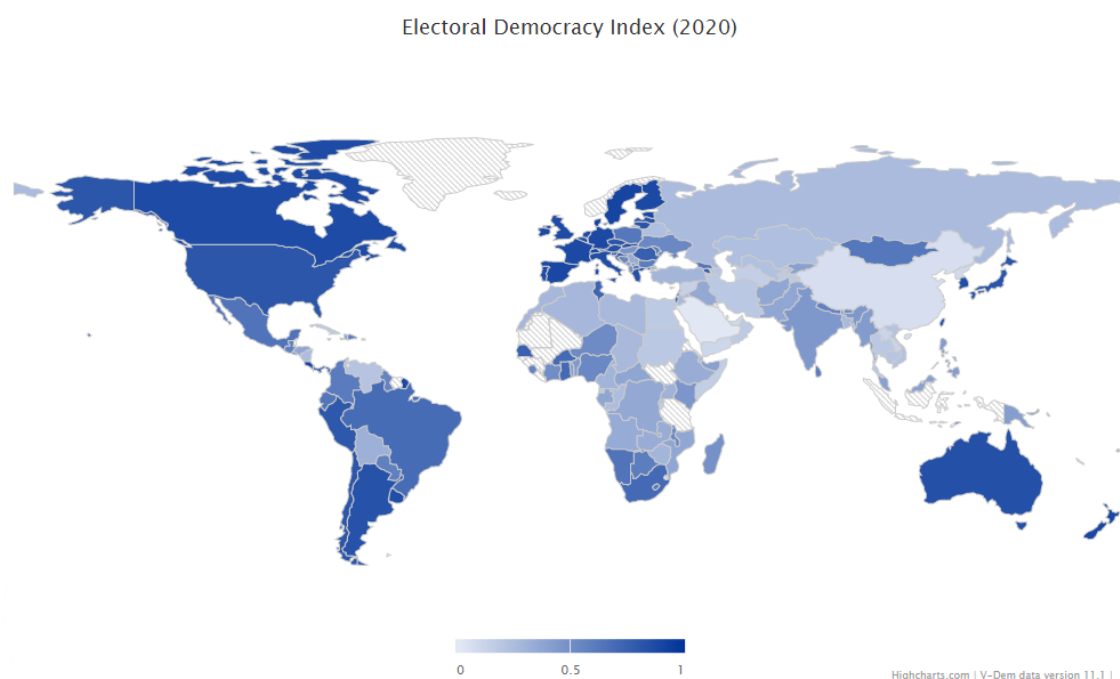 Electoral Democracy Index (2020)
0
0.5
1
Highcharts.com | V-Dem data version 11.1 |